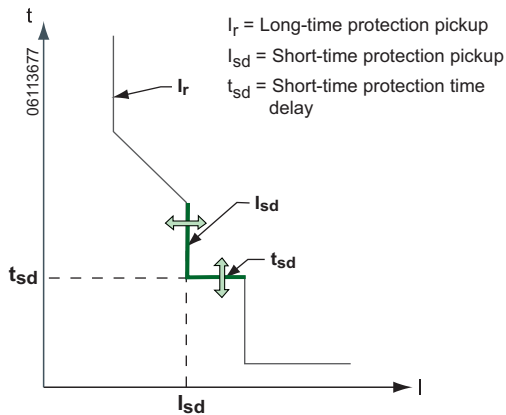 t
06113677
Ir = Long-time protection pickup
Isd = Short-time protection pickup
tsd = Short-time protection time
delay
Ir
Isd
tsd
tsd
I
Isd